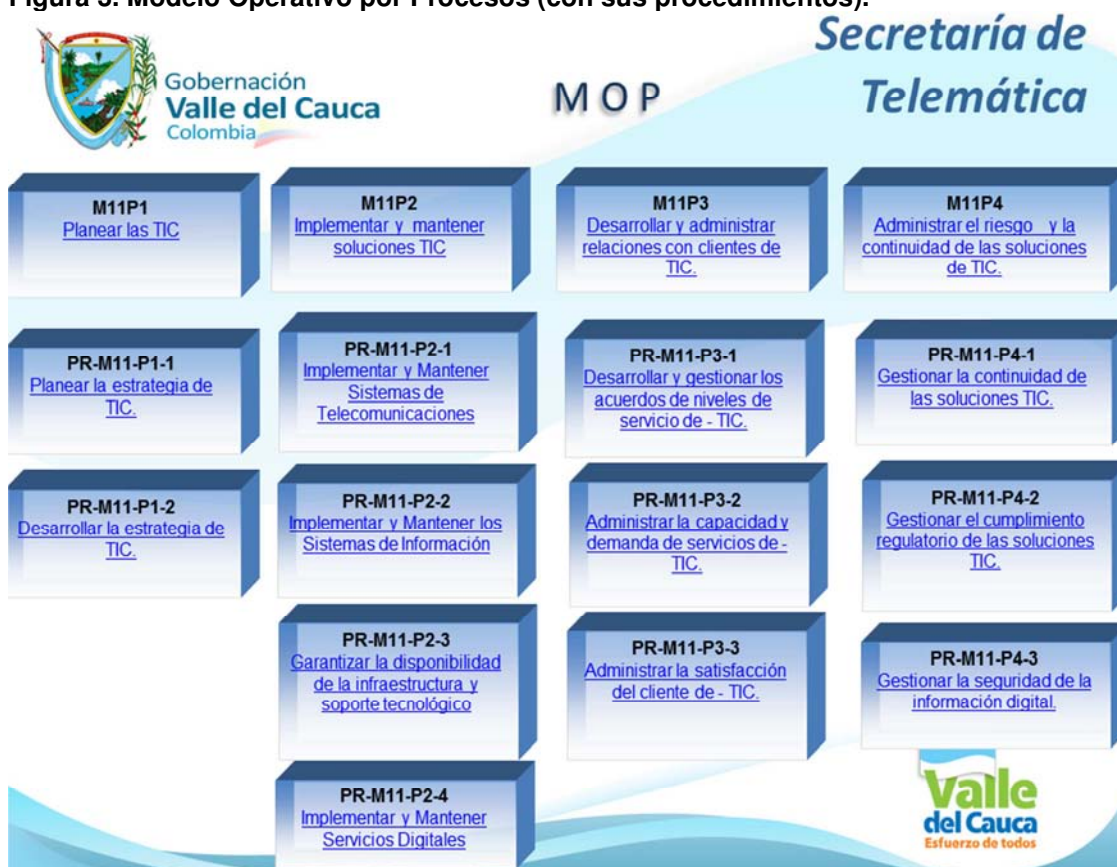 Figura 3. Modelo Operativo por Procesos (con sus procedimientos).
Gobernación
Valle del Cauca
Colombia
M O P
Secretaría de
Telemática
M11P1
Planear las TIC
M11P2
Implementar y mantener
soluciones TIC
M11P3
Desarrollar y administrar
relaciones con clientes de
TIC.
M11P4
Administrar el riesgo y la
continuidad de las soluciones
de TIC.
PR-M11-P1-1
Planear la estrategia de
TIC.
PR-M11-P2-1
Implementar y Mantener
Sistemas de
Telecomunicaciones
PR-M11-P3-1
Desarrollar y gestionar los
acuerdos de niveles de
servicio de - TIC.
PR-M11-P4-1
Gestionar la continuidad de
las soluciones TIC.
PR-M11-P1-2
Desarrollar la estrategia de
TIC.
PR-M11-P2-2
Implementar y Mantener los
Sistemas de Información
PR-M11-P3-2
Administrar la capacidad y
demanda de servicios de -
TIC.
PR-M11-P4-2
Gestionar el cumplimiento
regulatorio de las soluciones
TIC.
PR-M11-P2-3
Garantizar la disponibilidad
de la infraestructura y
soporte tecnológico
PR-M11-P3-3
Administrar la satisfacción
del cliente de - TIC.
PR-M11-P4-3
Gestionar la seguridad de la
información digital.
PR-M11-P2-4
Implementar y Mantener
Servicios Digitales
Valle
del Cauca
Esfuerzo de todos